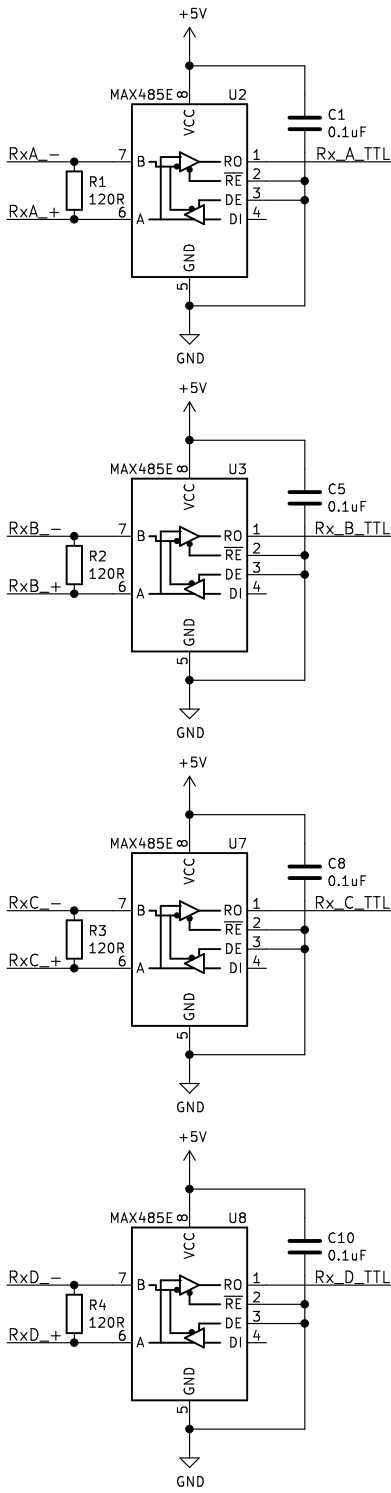 +5V
MAX485E 8 U2
VCC
C1
0.1uF
RxA_- 7 B RO 1 Rx_A_TTL
R1 RE 2
120R DE 3
RxA_+ 6 A DI 4
GND
5
GND
+5V
MAX485E 8 U3
VCC
C5
0.1uF
RxB_- 7 B RO 1 Rx_B_TTL
R2 RE 2
120R DE 3
RxB_+ 6 A DI 4
GND
5
GND
+5V
MAX485E 8 U7
VCC
C8
0.1uF
RxC_- 7 B RO 1 Rx_C_TTL
R3 RE 2
120R DE 3
RxC_+ 6 A DI 4
GND
5
GND
+5V
MAX485E 8 U8
VCC
C10
0.1uF
RxD_- 7 B RO 1 Rx_D_TTL
R4 RE 2
120R DE 3
RxD_+ 6 A DI 4
GND
5
GND